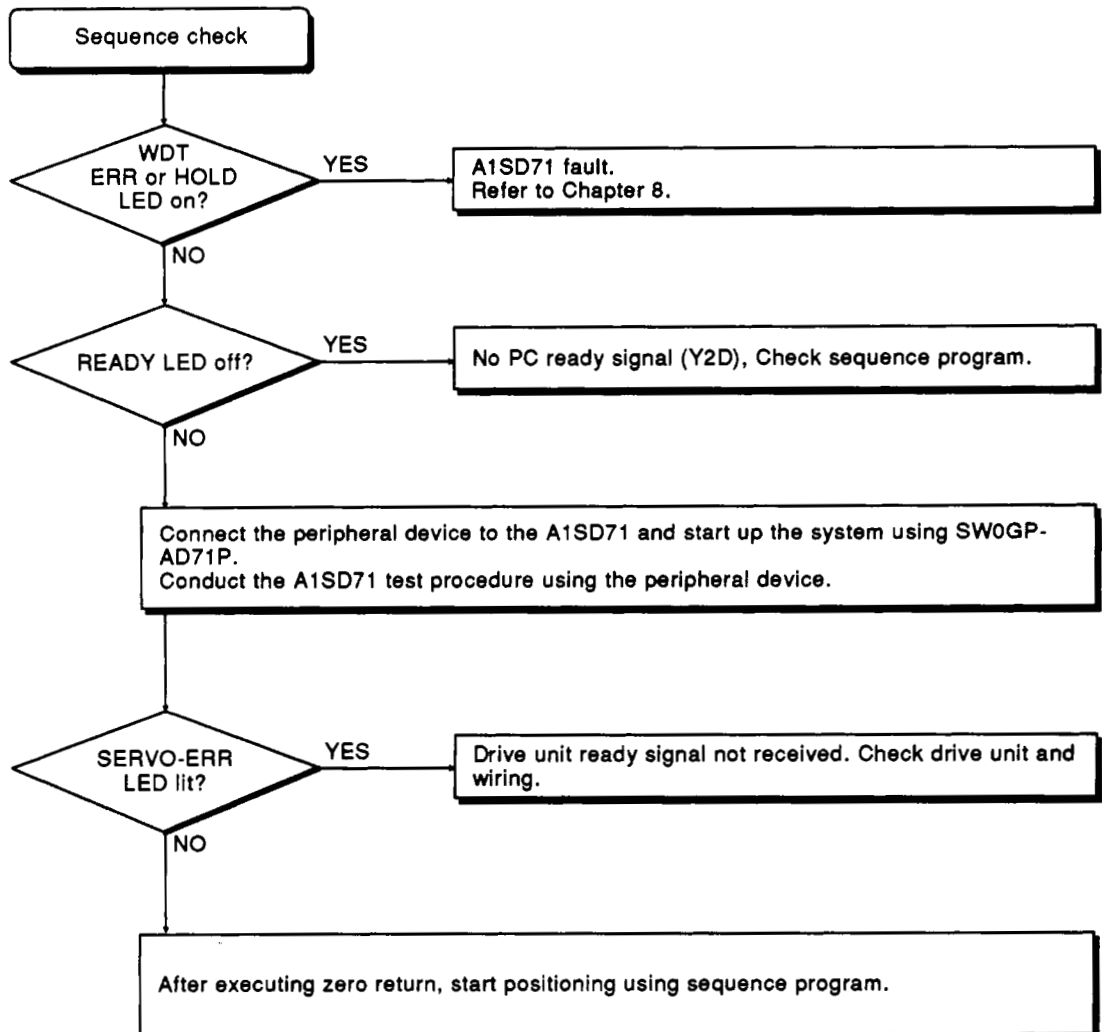 Sequence check
WDT
ERR or HOLD
LED on?
YES
A1SD71 fault.
Refer to Chapter 8.
NO
READY LED off?
YES
No PC ready signal (Y2D), Check sequence program.
NO
Connect the peripheral device to the A1SD71 and start up the system using SW0GP-
AD71P.
Conduct the A1SD71 test procedure using the peripheral device.
SERVO-ERR
LED lit?
YES
Drive unit ready signal not received. Check drive unit and
wiring.
NO
After executing zero return, start positioning using sequence program.